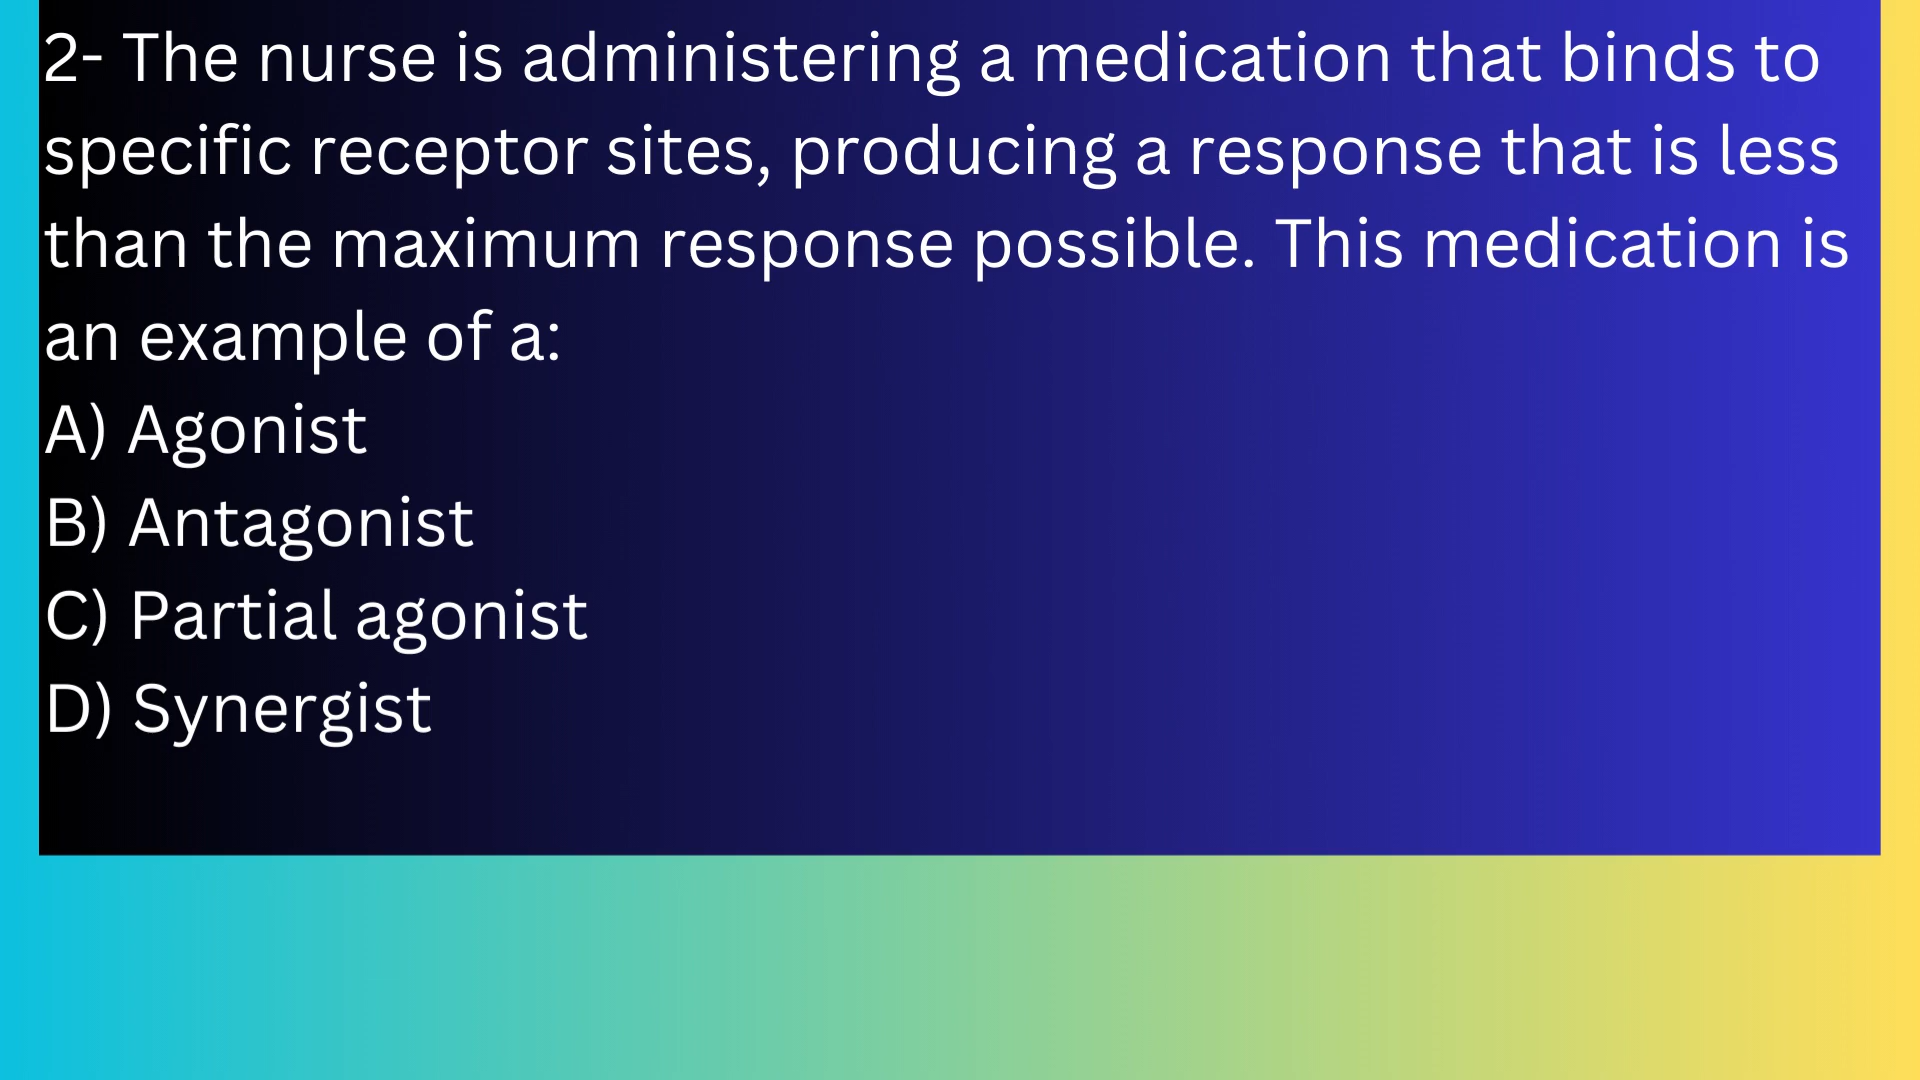 2- The nurse is administering a medication that binds to
specific receptor sites, producing a response that is less
than the maximum response possible. This medication is
an example of a:
A) Agonist
B) Antagonist
C) Partial agonist
D) Synergist